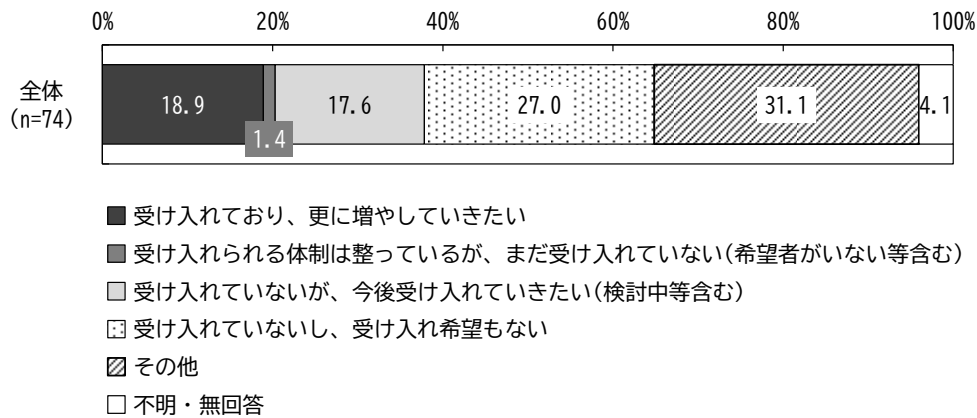 0% 20% 40% 60% 80% 100%
全体
(n=74)
18.9 1.4 17.6 27.0 31.1 4.1
受け入れており、更に増やしていきたい
受け入れられる体制は整っているが、まだ受け入れていない(希望者がいない等含む)
受け入れていないが、今後受け入れていきたい(検討中等含む)
受け入れていないし、受け入れ希望もない
その他
不明・無回答